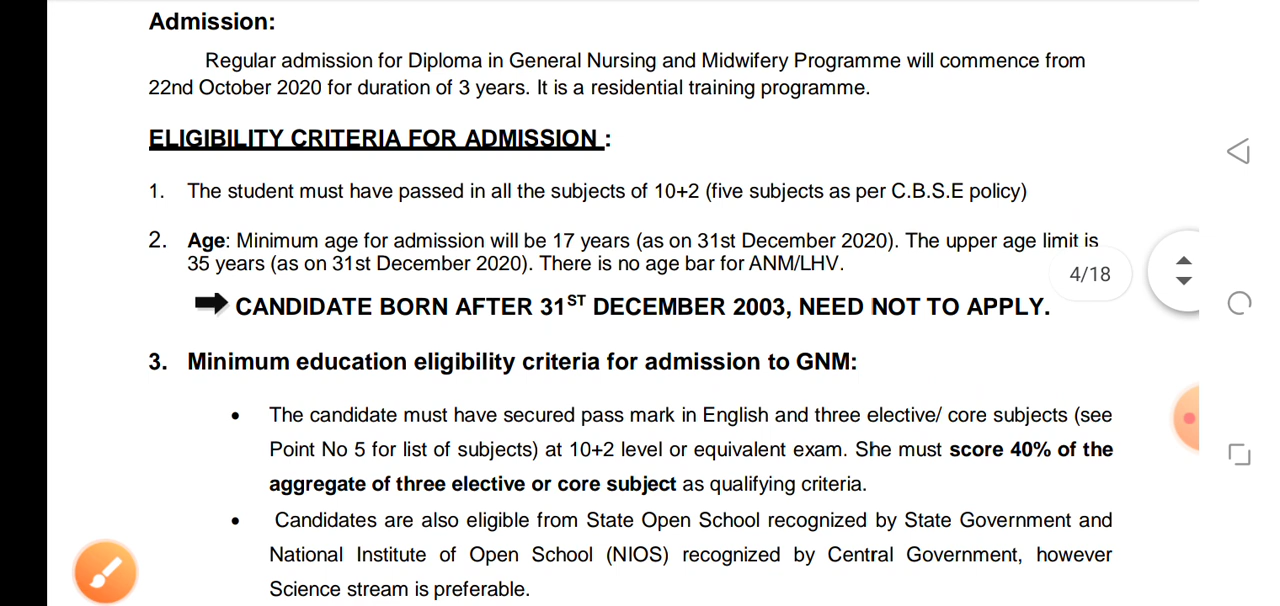 Admission:
Regular admission for Diploma in General Nursing and Midwifery Programme will commence from
22nd October 2020 for duration of 3 years. It is a residential training programme.
ELIGIBILITY CRITERIA FOR ADMISSION :
1. The student must have passed in all the subjects of 10+2 (five subjects as per C.B.S.E policy)
2. Age: Minimum age for admission will be 17 years (as on 31st December 2020). The upper age limit is
35 years (as on 31st December 2020). There is no age bar for ANM/LHV.
4/18
➡ CANDIDATE BORN AFTER 31ST DECEMBER 2003, NEED NOT TO APPLY.
3. Minimum education eligibility criteria for admission to GNM:
• The candidate must have secured pass mark in English and three elective/ core subjects (see
Point No 5 for list of subjects) at 10+2 level or equivalent exam. She must score 40% of the
aggregate of three elective or core subject as qualifying criteria.
• Candidates are also eligible from State Open School recognized by State Government and
National Institute of Open School (NIOS) recognized by Central Government, however
Science stream is preferable.